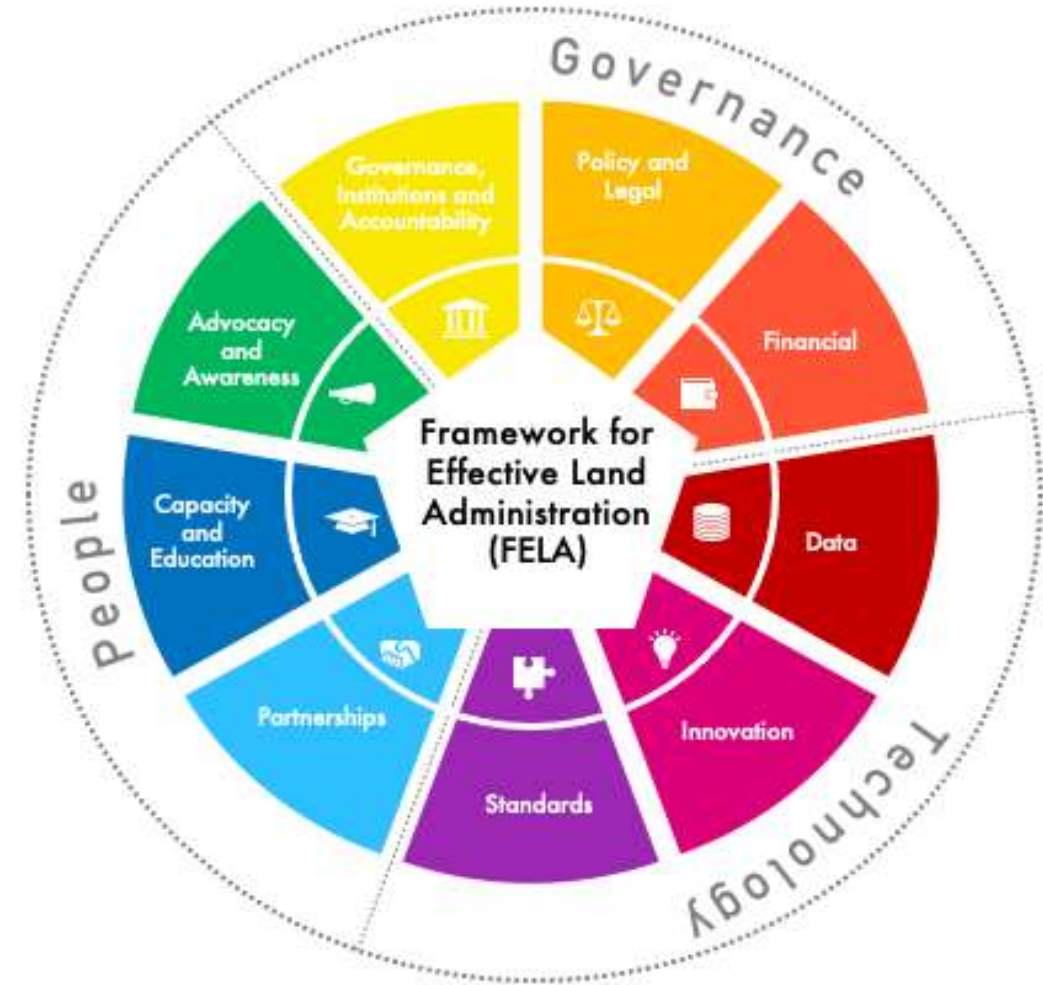 Governance
Governance,
Institutions and
Accountability
Policy and
Legal
Financial
Advocacy
and
Awareness
Framework for
Effective Land
Administration
(FELA)
People
Capacity
and
Education
Data
Partnerships
Innovation
Standards
Technology